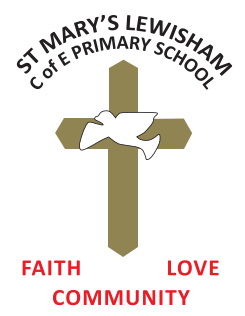 ST MARY'S LEWISHAM
C of E PRIMARY SCHOOL
FAITH LOVE
COMMUNITY